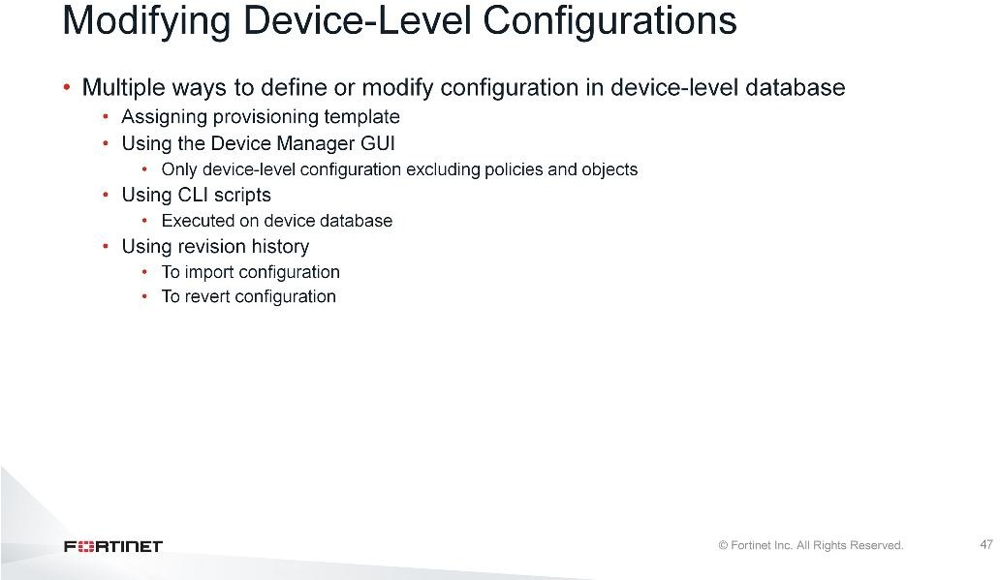 Modifying Device-Level Configurations
• Multiple ways to define or modify configuration in device-level database
• Assigning provisioning template
• Using the Device Manager GUI
• Only device-level configuration excluding policies and objects
• Using CLI scripts
• Executed on device database
• Using revision history
• To import configuration
• To revert configuration
FORTINET
© Fortinet Inc. All Rights Reserved.
47